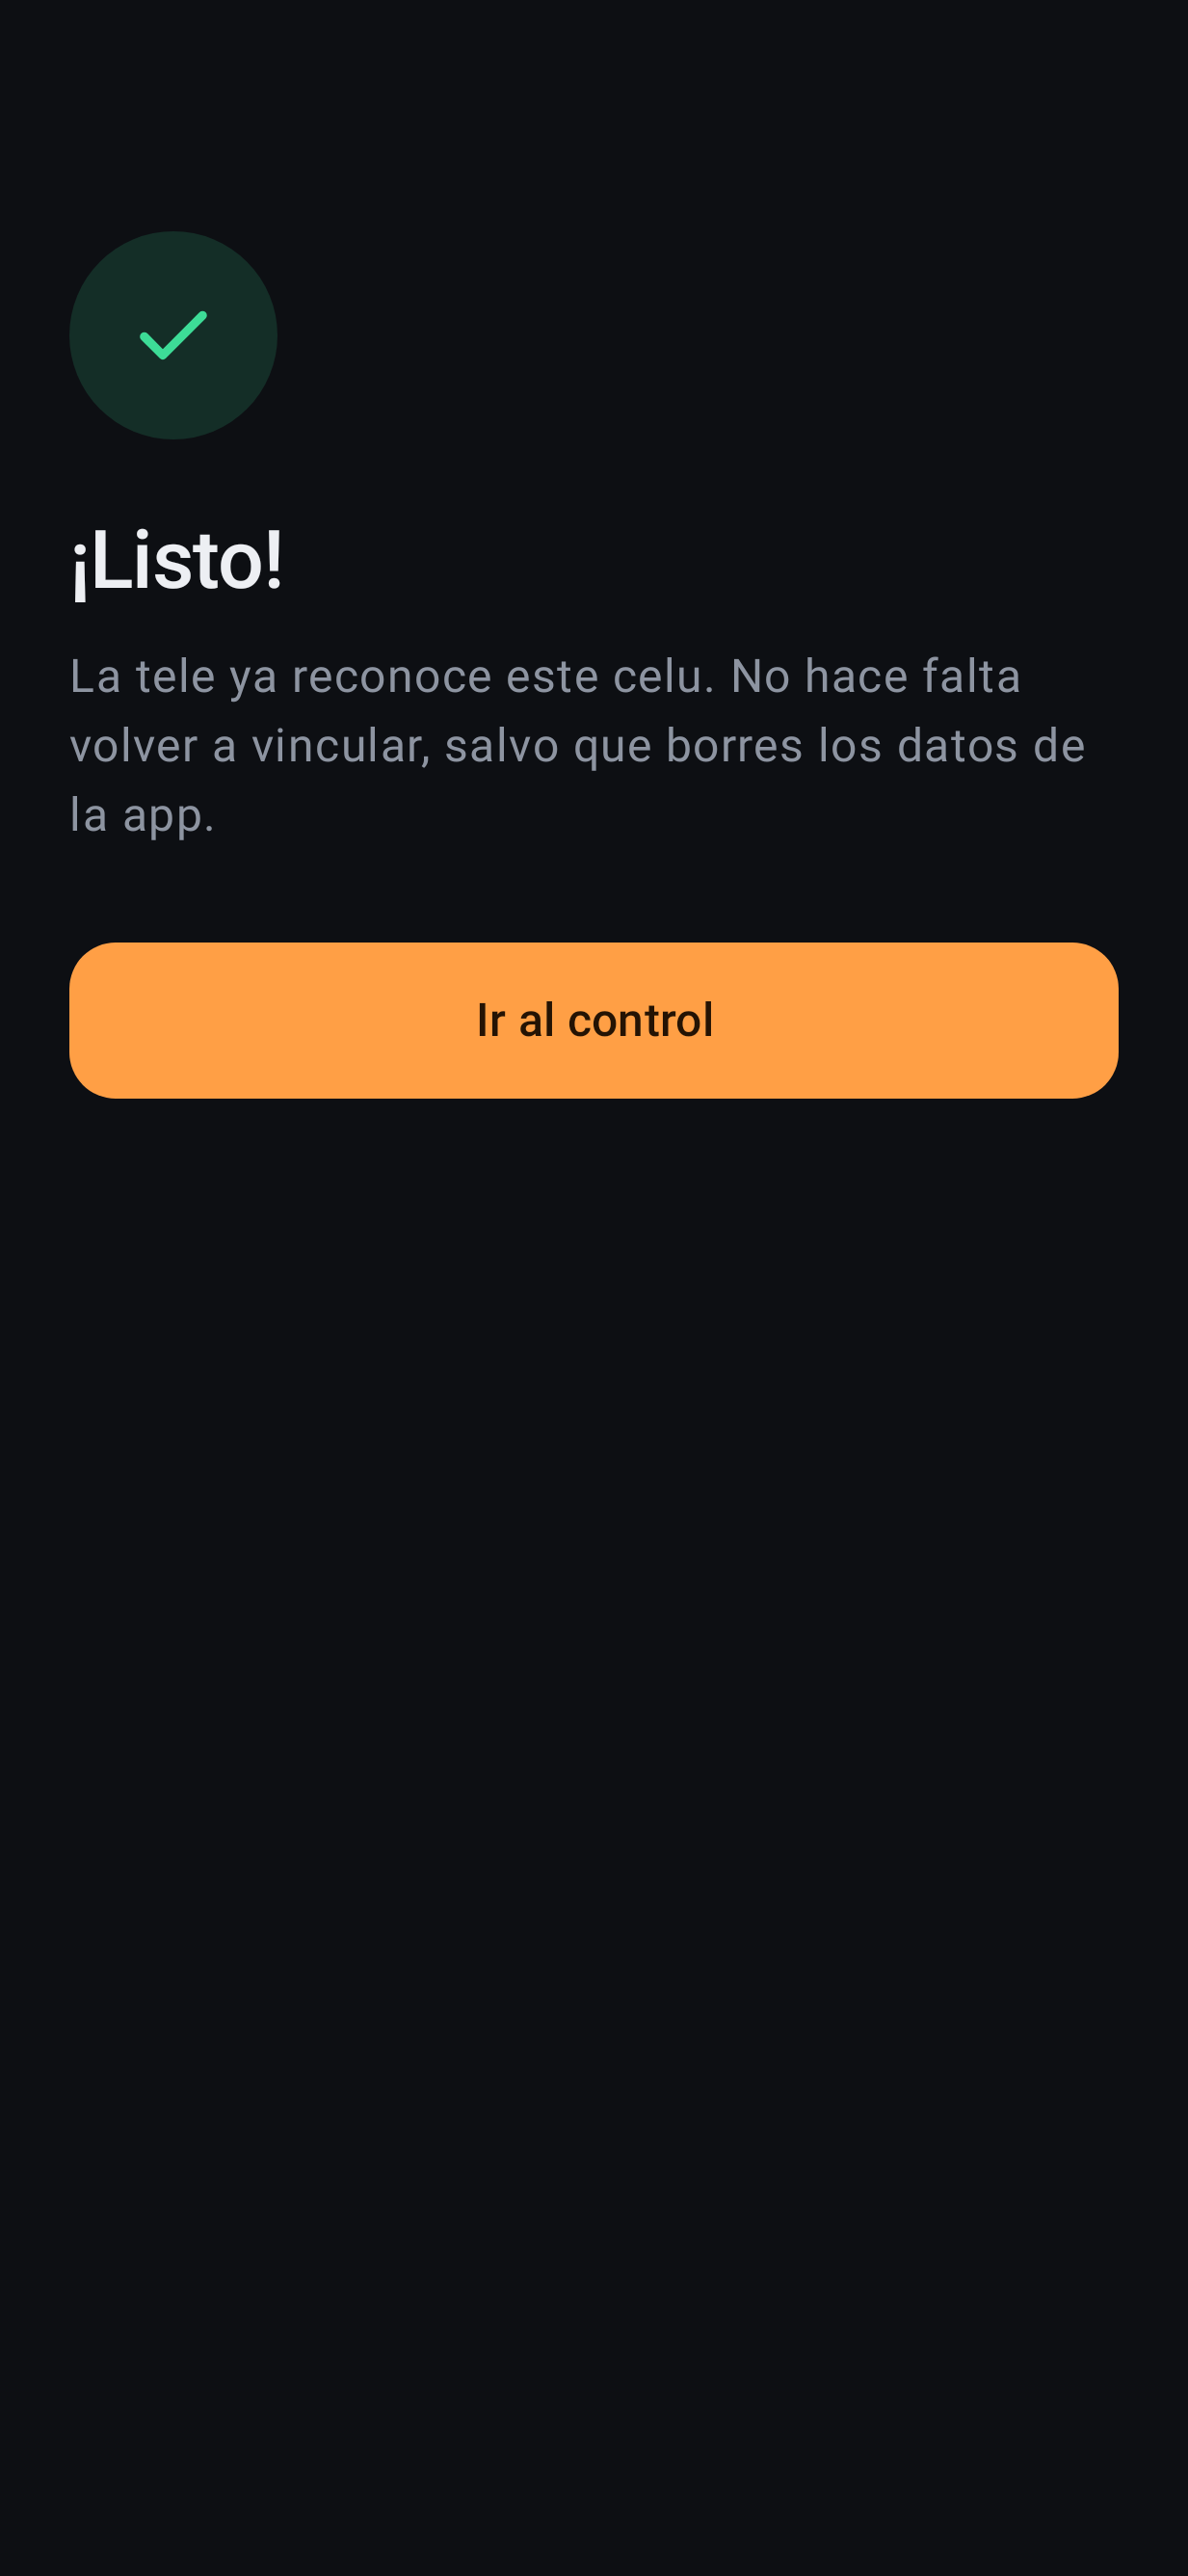 ¡Listo!
La tele ya reconoce este celu. No hace falta
volver a vincular, salvo que borres los datos de
la app.
Ir al control